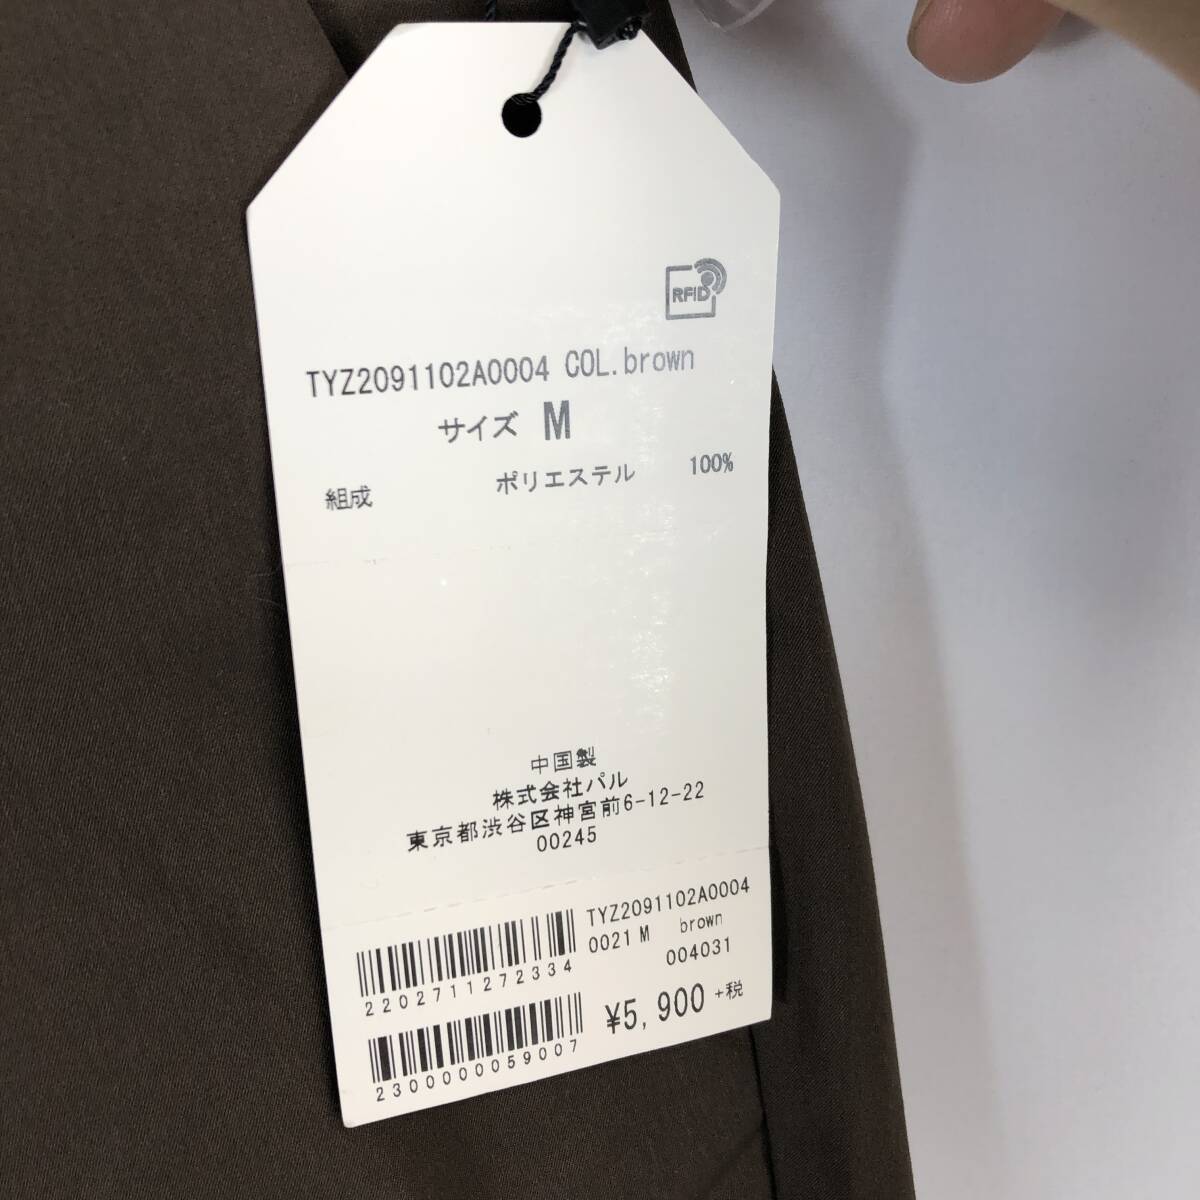 RFID
TYZ2091102A0004 COL.brown
サイズ M
組成 ポリエステル 100%
中国製
株式会社パル
東京都渋谷区神宮前6-12-22
00245
TYZ2091102A0004
0021 M brown
004031
2202711272334
¥5,900 +税
2300000059007